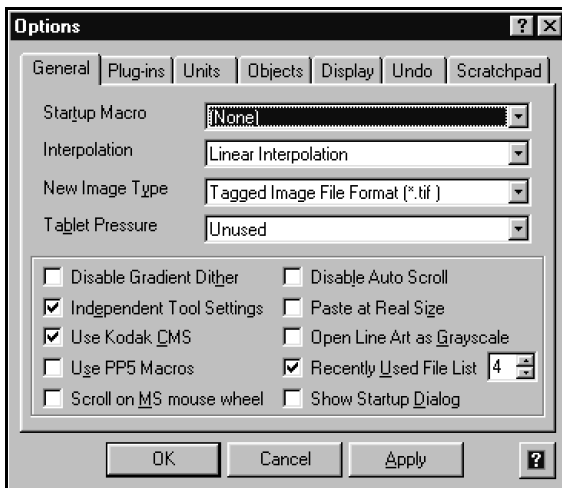 Options
General Plug-ins Units Objects Display Undo Scratchpad
Startup Macro (None)
Interpolation Linear Interpolation
New Image Type Tagged Image File Format (*.tif )
Tablet Pressure Unused
Disable Gradient Dither Disable Auto Scroll
Independent Tool Settings Paste at Real Size
Use Kodak CMS Open Line Art as Grayscale
Use PP5 Macros Recently Used File List 4
Scroll on MS mouse wheel Show Startup Dialog
OK Cancel Apply